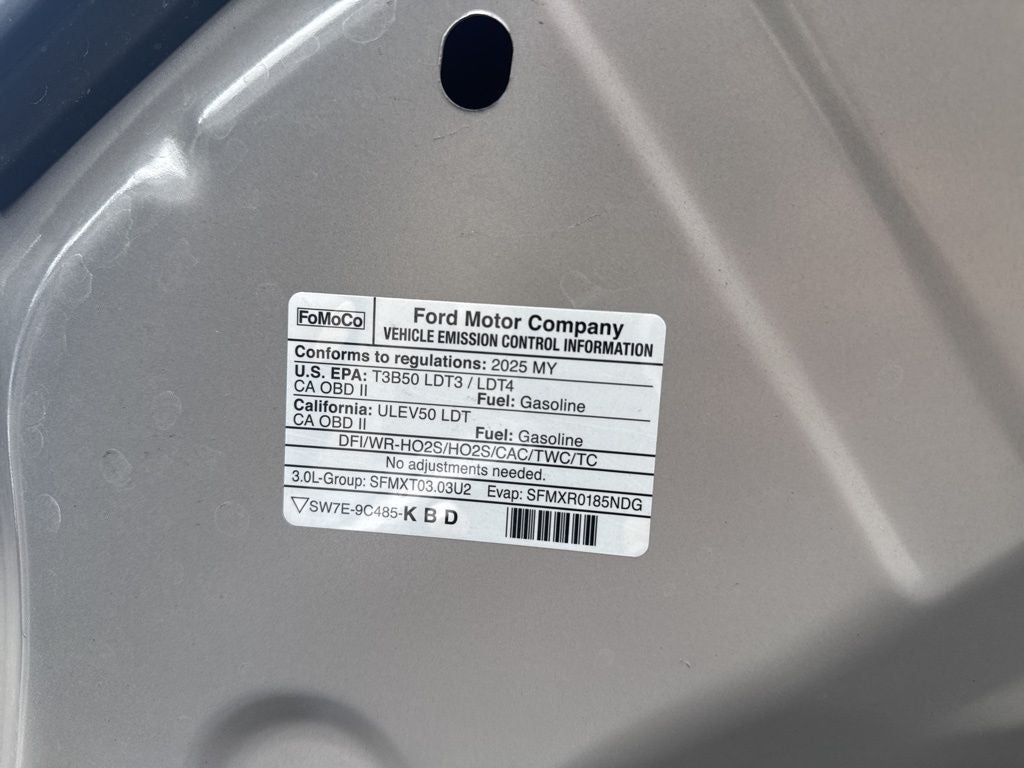 FoMoCo
Ford Motor Company
VEHICLE EMISSION CONTROL INFORMATION
Conforms to regulations: 2025 MY
U.S. EPA: T3B50 LDT3 / LDT4
CA OBD II Fuel: Gasoline
California: ULEV50 LDT
CA OBD II Fuel: Gasoline
DFI/WR-HO2S/HO2S/CAC/TWC/TC
No adjustments needed.
3.0L-Group: SFMXT03.03U2 Evap: SFMXR0185NDG
▽SW7E-9C485-K B D